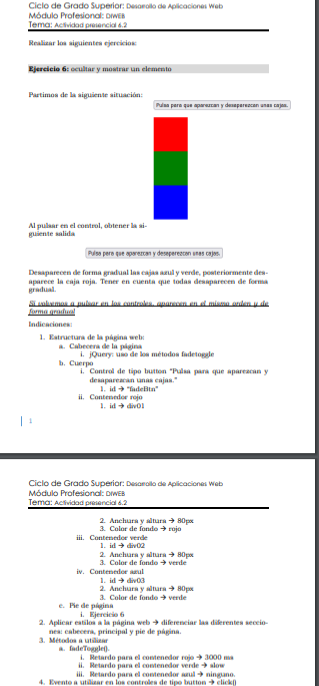 Ciclo de Grado Superior: Desarrollo de Aplicaciones Web
Módulo Profesional: DIWEB
Tema: Actividad presencial 6.2
Realizar los siguientes ejercicios:
Ejercicio 6: ocultar y mostrar un elemento
Partimos de la siguiente situación:
Pulsa para que aparezcan y desaparezcan unas cajas.
Al pulsar en el control, obtener la si-
guiente salida
Pulsa para que aparezcan y desaparezcan unas cajas.
Desaparecen de forma gradual las cajas azul y verde, posteriormente des-
aparece la caja roja. Tener en cuenta que todas desaparecen de forma
gradual.
Si volvemos a pulsar en los controles, aparecen en el mismo orden y de
forma gradual
Indicaciones:
1. Estructura de la página web:
a. Cabecera de la página
i. jQuery: uso de los métodos fadetoggle
b. Cuerpo
i. Control de tipo button "Pulsa para que aparezcan y
desaparezcan unas cajas."
1. id → "fadeBtn"
ii. Contenedor rojo
1. id → div01
1
Ciclo de Grado Superior: Desarrollo de Aplicaciones Web
Módulo Profesional: DIWEB
Tema: Actividad presencial 6.2
2. Anchura y altura → 80px
3. Color de fondo → rojo
iii. Contenedor verde
1. id → div02
2. Anchura y altura → 80px
3. Color de fondo → verde
iv. Contenedor azul
1. id → div03
2. Anchura y altura → 80px
3. Color de fondo → verde
c. Pie de página
i. Ejercicio 6
2. Aplicar estilos a la página web → diferenciar las diferentes seccio-
nes: cabecera, principal y pie de página.
3. Métodos a utilizar
a. fadeToggle().
i. Retardo para el contenedor rojo → 3000 ms
ii. Retardo para el contenedor verde → slow
iii. Retardo para el contenedor azul → ninguno.
4. Evento a utilizar en los controles de tipo button → click()